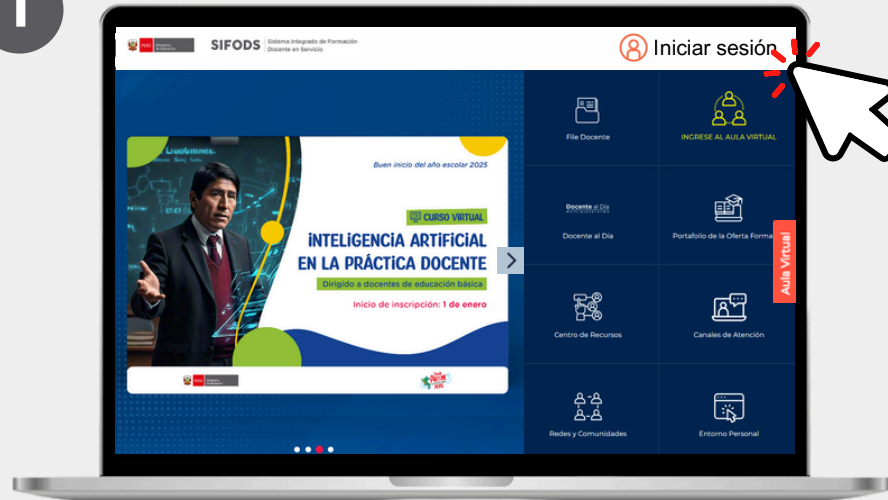 1
PERÚ
SIFODS
Sistema Integrado de Formación
Docente en Servicio
Iniciar sesión
Buen inicio del año escolar 2025
CURSO VIRTUAL
iNTELiGENCiA ARTiFiCiAL
EN LA PRÁCTICA DOCENTE
Dirigido a docentes de educación básica
Inicio de inscripción: 1 de enero
PERÚ
File Docente
INGRESE AL AULA VIRTUAL
Docente al Día
Docente al Día
Portafolio de la Oferta Forma
Aula Virtual
Centro de Recursos
Canales de Atención
Redes y Comunidades
Entorno Personal